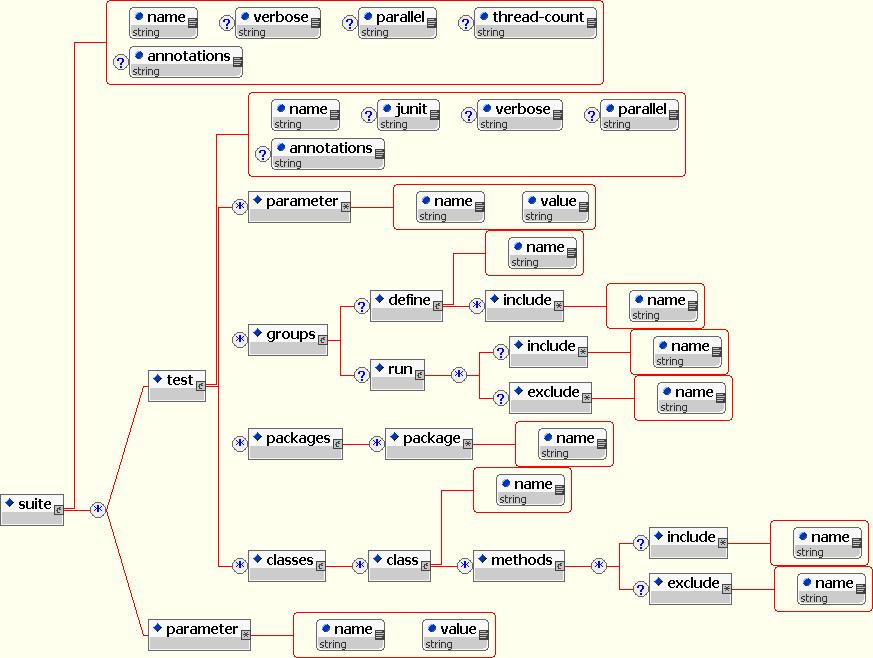 name verbose parallel thread-count
string string string string
annotations
string
name junit verbose parallel
string string string string
annotations
string
parameter name value
string string
name
string
define include name
string
groups
include name
string
run
exclude name
string
test
packages package name
string
name
string
suite
include name
string
classes class methods
exclude name
string
parameter name value
string string